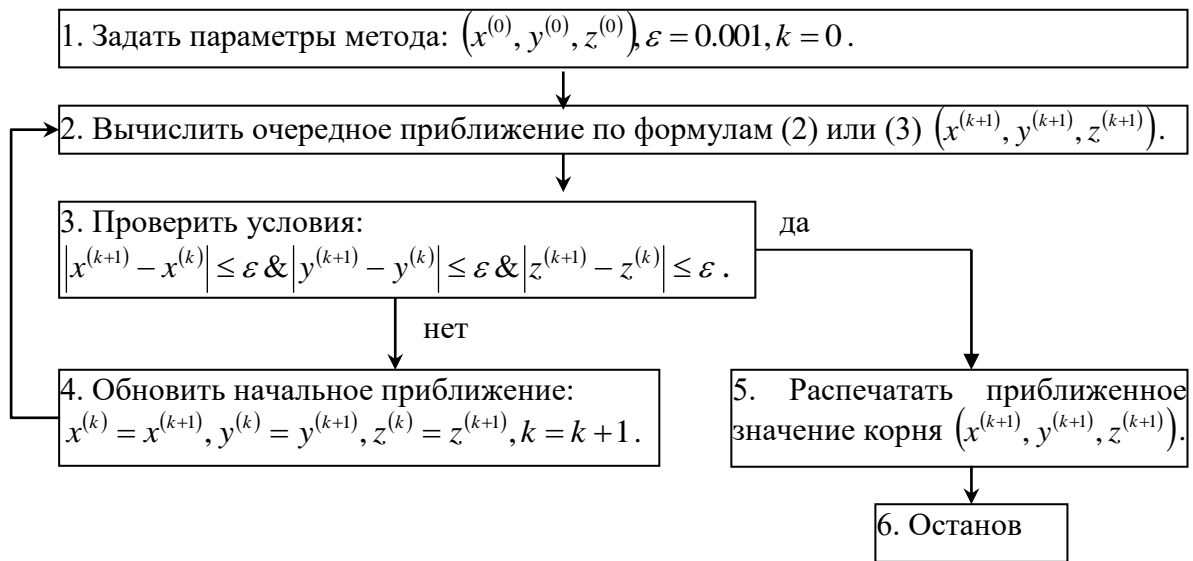 1. Задать параметры метода: (x^(0), y^(0), z^(0)), ε = 0.001, k = 0.
2. Вычислить очередное приближение по формулам (2) или (3) (x^(k+1), y^(k+1), z^(k+1)).
3. Проверить условия:
|x^(k+1) − x^(k)| ≤ ε & |y^(k+1) − y^(k)| ≤ ε & |z^(k+1) − z^(k)| ≤ ε.
да
нет
4. Обновить начальное приближение:
x^(k) = x^(k+1), y^(k) = y^(k+1), z^(k) = z^(k+1), k = k + 1.
5. Распечатать приближенное
значение корня (x^(k+1), y^(k+1), z^(k+1)).
6. Останов